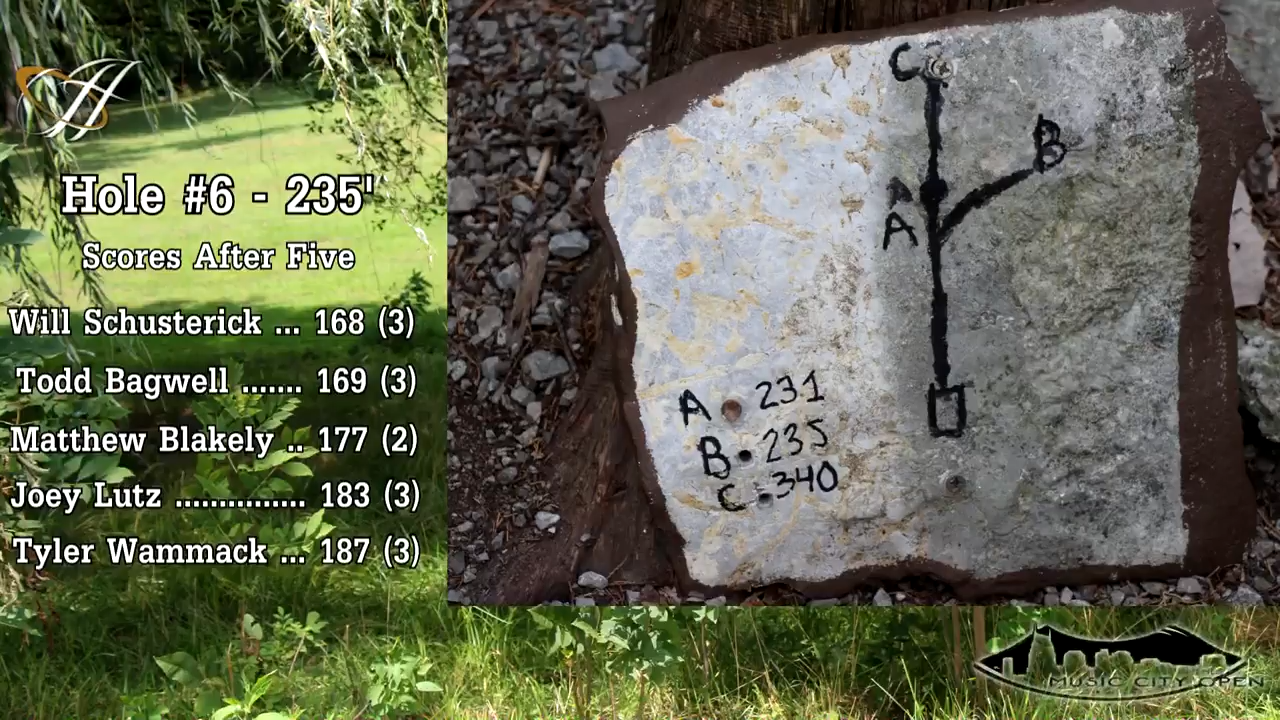 H
Hole #6 - 235'
Scores After Five
Will Schusterick ... 168 (3)
Todd Bagwell ....... 169 (3)
Matthew Blakely .. 177 (2)
Joey Lutz ............... 183 (3)
Tyler Wammack ... 187 (3)
C
B
A
A
A 231
B 235
C 340
MUSIC CITY OPEN